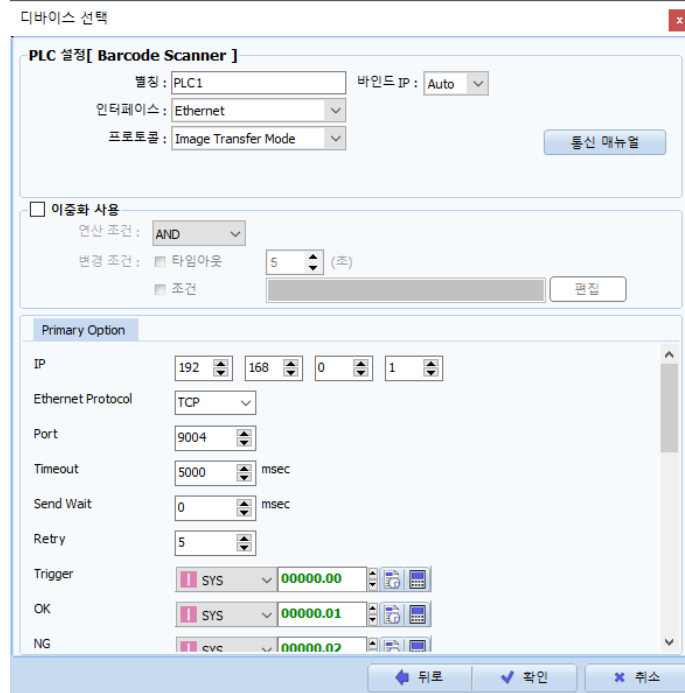 디바이스 선택
PLC 설정[ Barcode Scanner ]
별칭 : PLC1 바인드 IP : Auto
인터페이스 : Ethernet
프로토콜 : Image Transfer Mode 통신 매뉴얼
이중화 사용
연산 조건 : AND
변경 조건 : 타임아웃 5 (초)
조건 편집
Primary Option
IP 192 168 0 1
Ethernet Protocol TCP
Port 9004
Timeout 5000 msec
Send Wait 0 msec
Retry 5
Trigger SYS 00000.00
OK SYS 00000.01
NG SYS 00000.02
뒤로 확인 취소